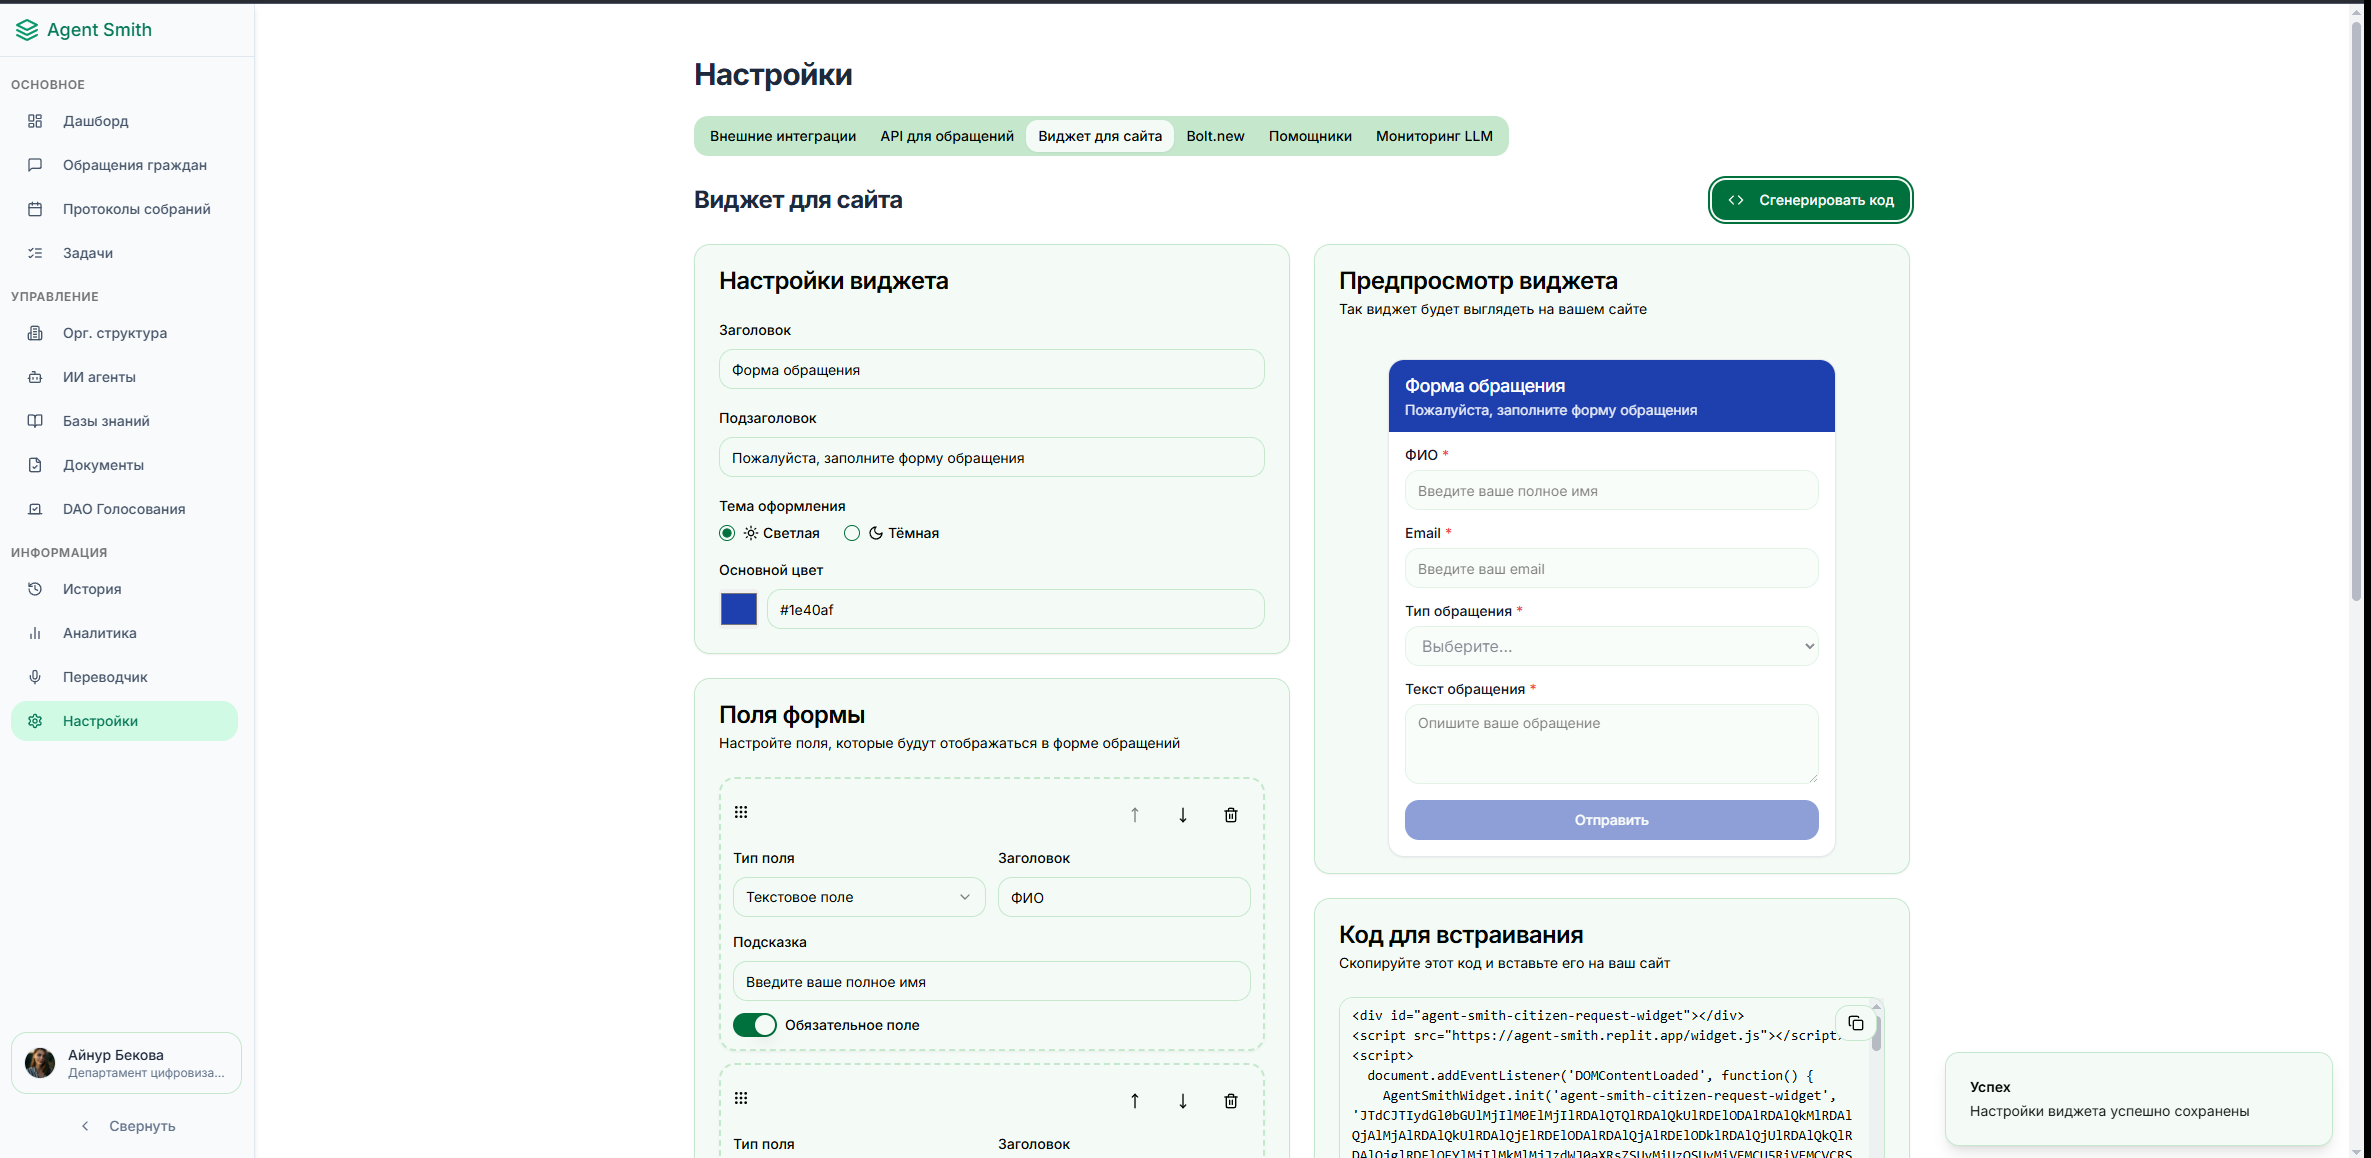 Agent Smith
ОСНОВНОЕ
Дашборд
Обращения граждан
Протоколы собраний
Задачи
УПРАВЛЕНИЕ
Орг. структура
ИИ агенты
Базы знаний
Документы
DAO Голосования
ИНФОРМАЦИЯ
История
Аналитика
Переводчик
Настройки
Айнур Бекова
Департамент цифровиза...
Свернуть
Настройки
Внешние интеграции
API для обращений
Виджет для сайта
Bolt.new
Помощники
Мониторинг LLM
Виджет для сайта
Сгенерировать код
Настройки виджета
Заголовок
Форма обращения
Подзаголовок
Пожалуйста, заполните форму обращения
Тема оформления
Светлая
Тёмная
Основной цвет
#1e40af
Поля формы
Настройте поля, которые будут отображаться в форме обращений
Тип поля
Заголовок
Текстовое поле
ФИО
Подсказка
Введите ваше полное имя
Обязательное поле
Тип поля
Заголовок
Предпросмотр виджета
Так виджет будет выглядеть на вашем сайте
Форма обращения
Пожалуйста, заполните форму обращения
ФИО *
Введите ваше полное имя
Email *
Введите ваш email
Тип обращения *
Выберите...
Текст обращения *
Опишите ваше обращение
Отправить
Код для встраивания
Скопируйте этот код и вставьте его на ваш сайт
<div id="agent-smith-citizen-request-widget"></div>
<script src="https://agent-smith.replit.app/widget.js"></script
<script>
document.addEventListener('DOMContentLoaded', function() {
AgentSmithWidget.init('agent-smith-citizen-request-widget',
Успех
Настройки виджета успешно сохранены